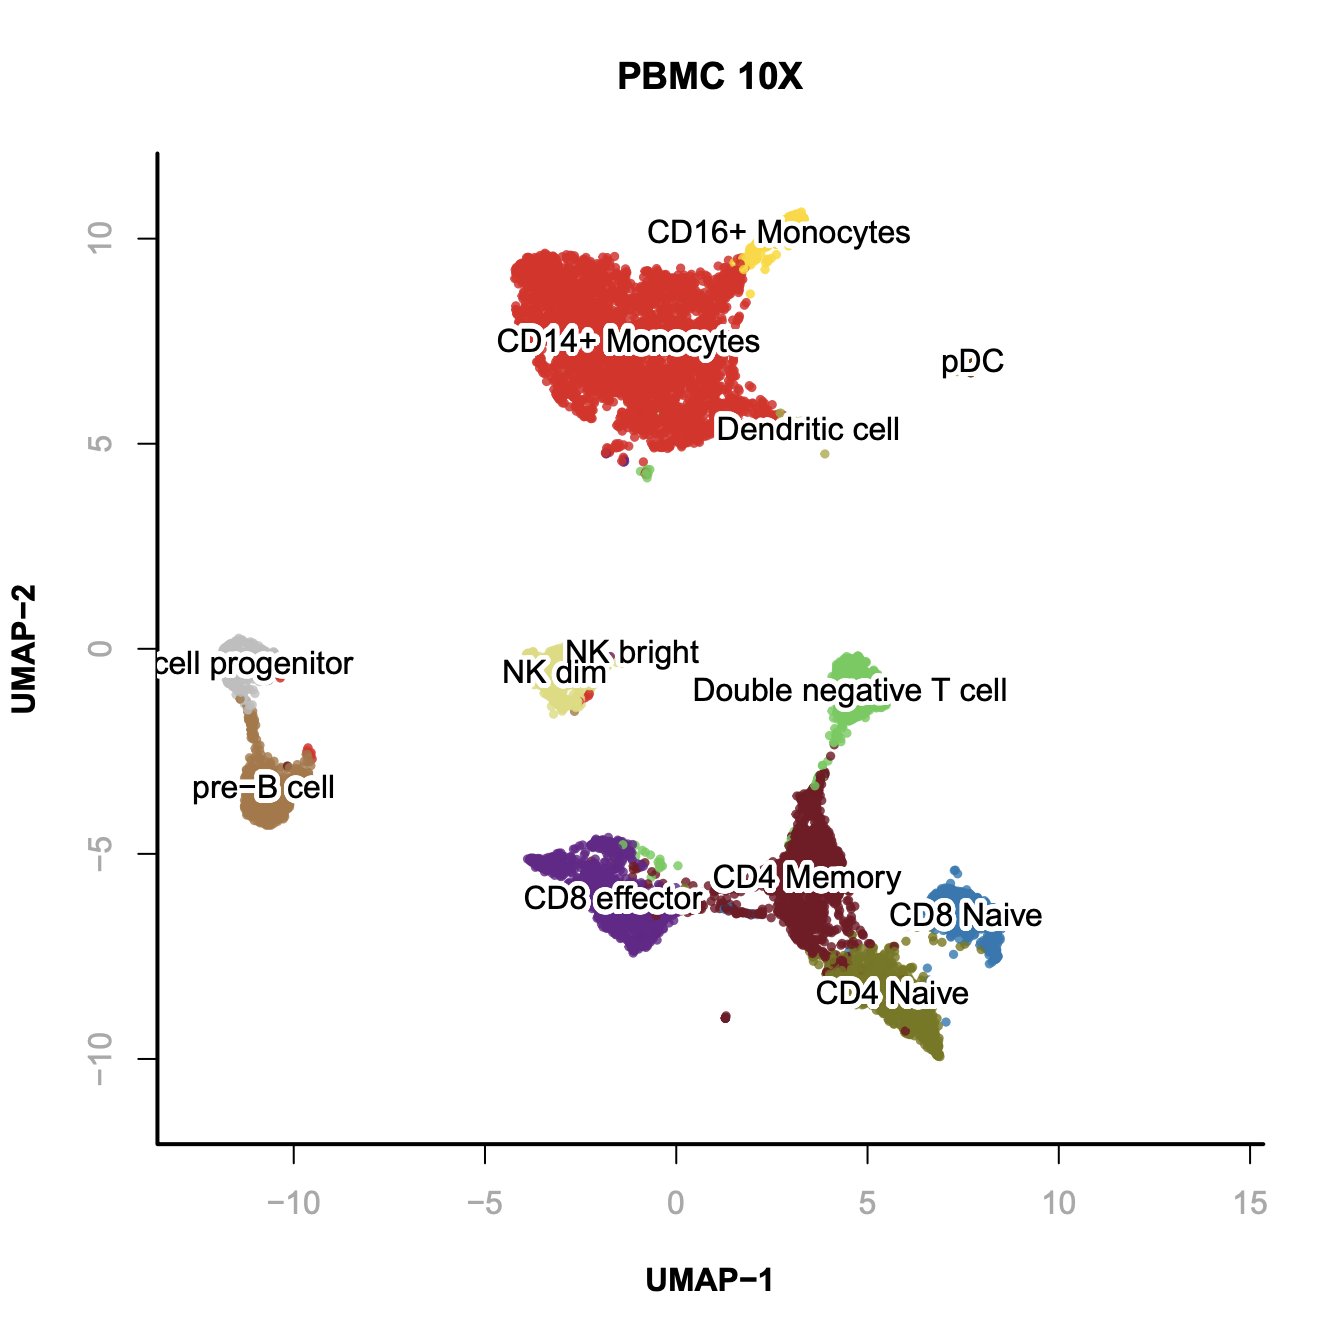 PBMC 10X
10
5
0
−5
−10
UMAP−2
CD16+ Monocytes
CD14+ Monocytes
pDC
Dendritic cell
cell progenitor
NK bright
NK dim
Double negative T cell
pre−B cell
CD4 Memory
CD8 effector
CD8 Naive
CD4 Naive
−10 −5 0 5 10 15
UMAP−1